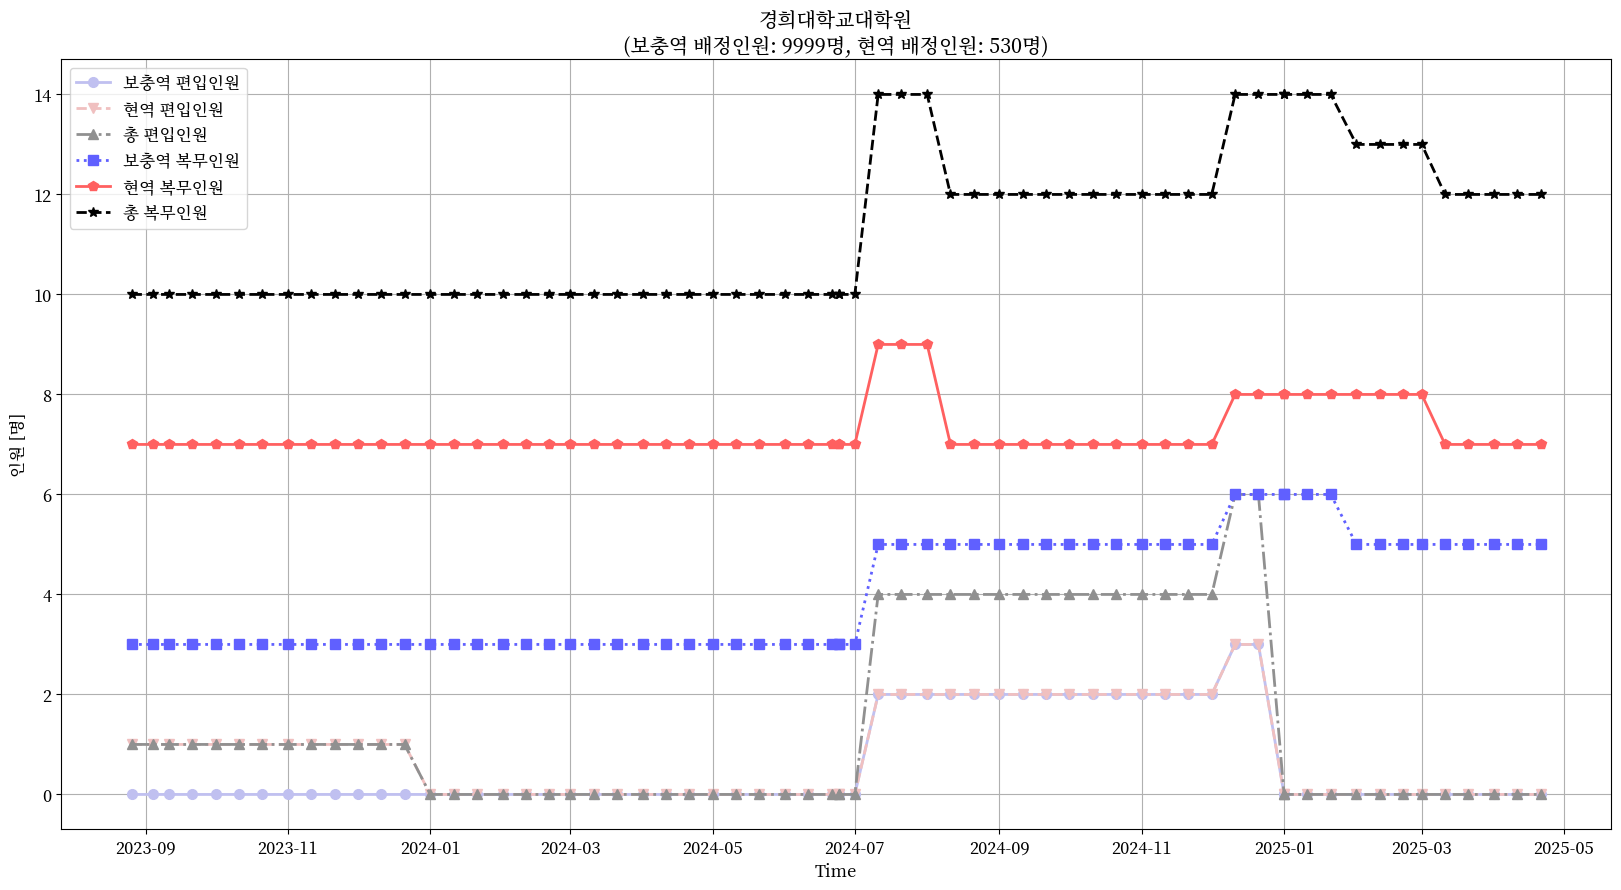 경희대학교대학원
(보충역 배정인원: 9999명, 현역 배정인원: 530명)
보충역 편입인원
현역 편입인원
총 편입인원
보충역 복무인원
현역 복무인원
총 복무인원
인원 [명]
14
12
10
8
6
4
2
0
2023-09
2023-11
2024-01
2024-03
2024-05
2024-07
2024-09
2024-11
2025-01
2025-03
2025-05
Time